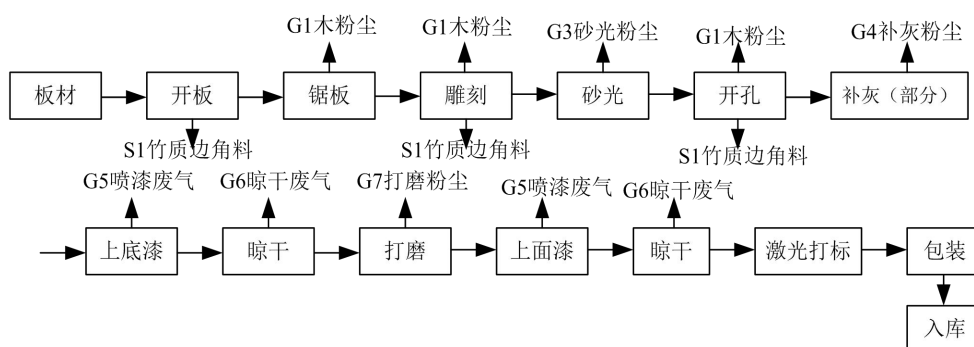 G1木粉尘
G1木粉尘
G3砂光粉尘
G1木粉尘
G4补灰粉尘
板材
开板
锯板
雕刻
砂光
开孔
补灰（部分）
S1竹质边角料
S1竹质边角料
S1竹质边角料
G5喷漆废气
G6晾干废气
G7打磨粉尘
G5喷漆废气
G6晾干废气
上底漆
晾干
打磨
上面漆
晾干
激光打标
包装
入库